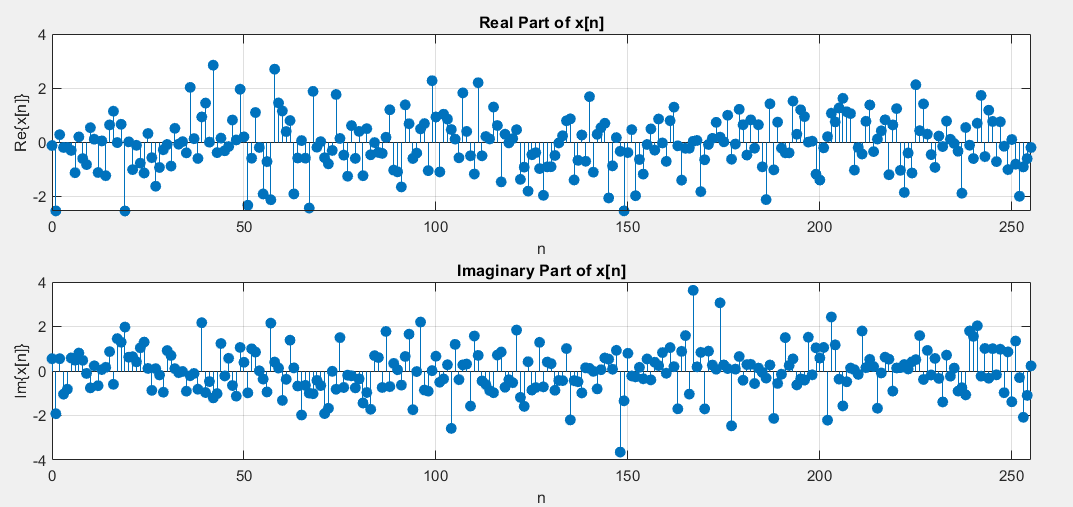 Real Part of x[n]
4
2
0
-2
Re{x[n]}
0 50 100 150 200 250
n
Imaginary Part of x[n]
4
2
0
-2
-4
Im{x[n]}
0 50 100 150 200 250
n